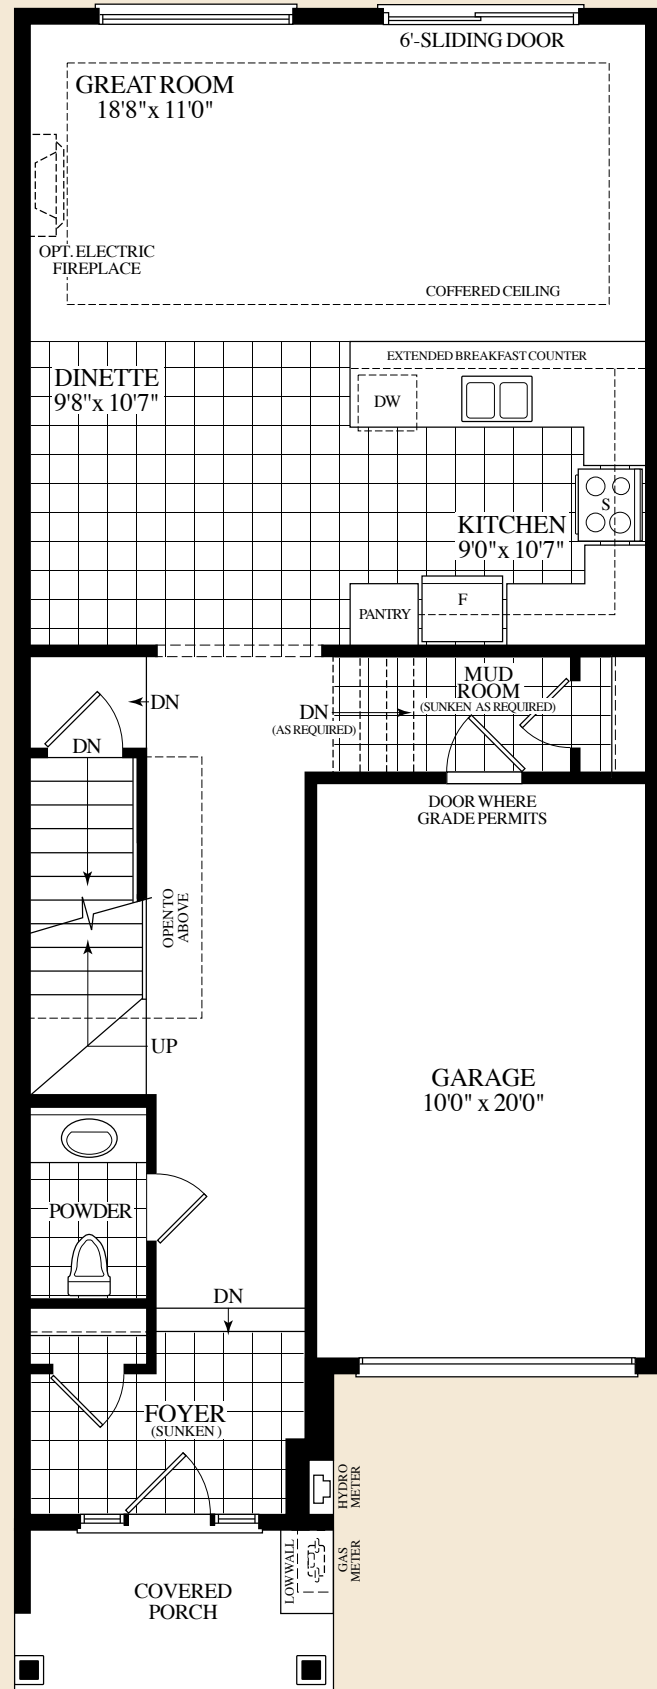 6'-SLIDING DOOR
GREAT ROOM
18'8"x 11'0"
OPT. ELECTRIC
FIREPLACE
COFFERED CEILING
EXTENDED BREAKFAST COUNTER
DINETTE
9'8"x 10'7"
DW
S
KITCHEN
9'0"x 10'7"
PANTRY
F
MUD
ROOM
(SUNKEN AS REQUIRED)
DN
DN
(AS REQUIRED)
DN
DOOR WHERE
GRADE PERMITS
OPEN TO
ABOVE
UP
GARAGE
10'0" x 20'0"
POWDER
DN
FOYER
(SUNKEN)
HYDRO
METER
LOW WALL
GAS
METER
COVERED
PORCH